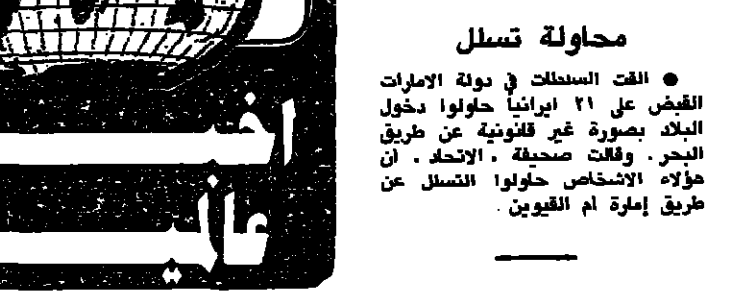 محاولة تسلل
● القت السلطات في دولة الامارات
القبض على ٢١ ايرانياً حاولوا دخول
البلاد بصورة غير قانونية عن طريق
البحر . وقالت صحيفة « الاتحاد » ان
هؤلاء الاشخاص حاولوا التسلل عن
طريق إمارة ام القيوين .